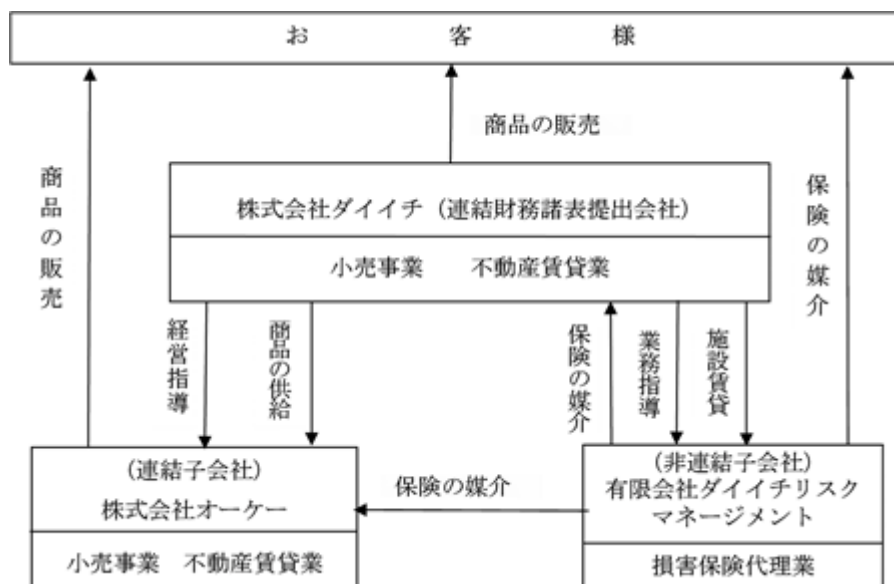 お客様
商品の販売
商品の販売
保険の媒介
株式会社ダイイチ（連結財務諸表提出会社）
小売事業　不動産賃貸業
経営指導
商品の供給
保険の媒介
業務指導
施設賃貸
（連結子会社）
株式会社オーケー
小売事業　不動産賃貸業
保険の媒介
（非連結子会社）
有限会社ダイイチリスク
マネージメント
損害保険代理業